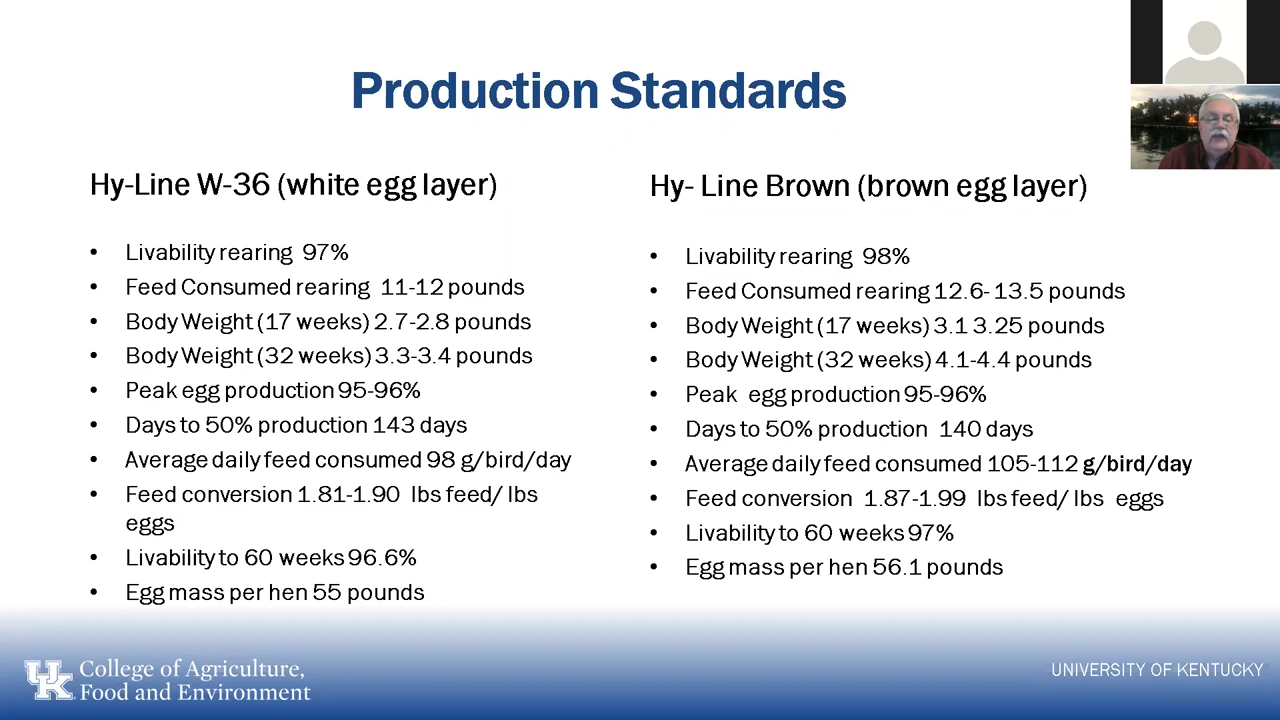 Production Standards
Hy-Line W-36 (white egg layer)
• Livability rearing 97%
• Feed Consumed rearing 11-12 pounds
• Body Weight (17 weeks) 2.7-2.8 pounds
• Body Weight (32 weeks) 3.3-3.4 pounds
• Peak egg production 95-96%
• Days to 50% production 143 days
• Average daily feed consumed 98 g/bird/day
• Feed conversion 1.81-1.90 lbs feed/ lbs
eggs
• Livability to 60 weeks 96.6%
• Egg mass per hen 55 pounds
Hy- Line Brown (brown egg layer)
• Livability rearing 98%
• Feed Consumed rearing 12.6- 13.5 pounds
• Body Weight (17 weeks) 3.1 3.25 pounds
• Body Weight (32 weeks) 4.1-4.4 pounds
• Peak egg production 95-96%
• Days to 50% production 140 days
• Average daily feed consumed 105-112 g/bird/day
• Feed conversion 1.87-1.99 lbs feed/ lbs eggs
• Livability to 60 weeks 97%
• Egg mass per hen 56.1 pounds
UK College of Agriculture,
Food and Environment
UNIVERSITY OF KENTUCKY